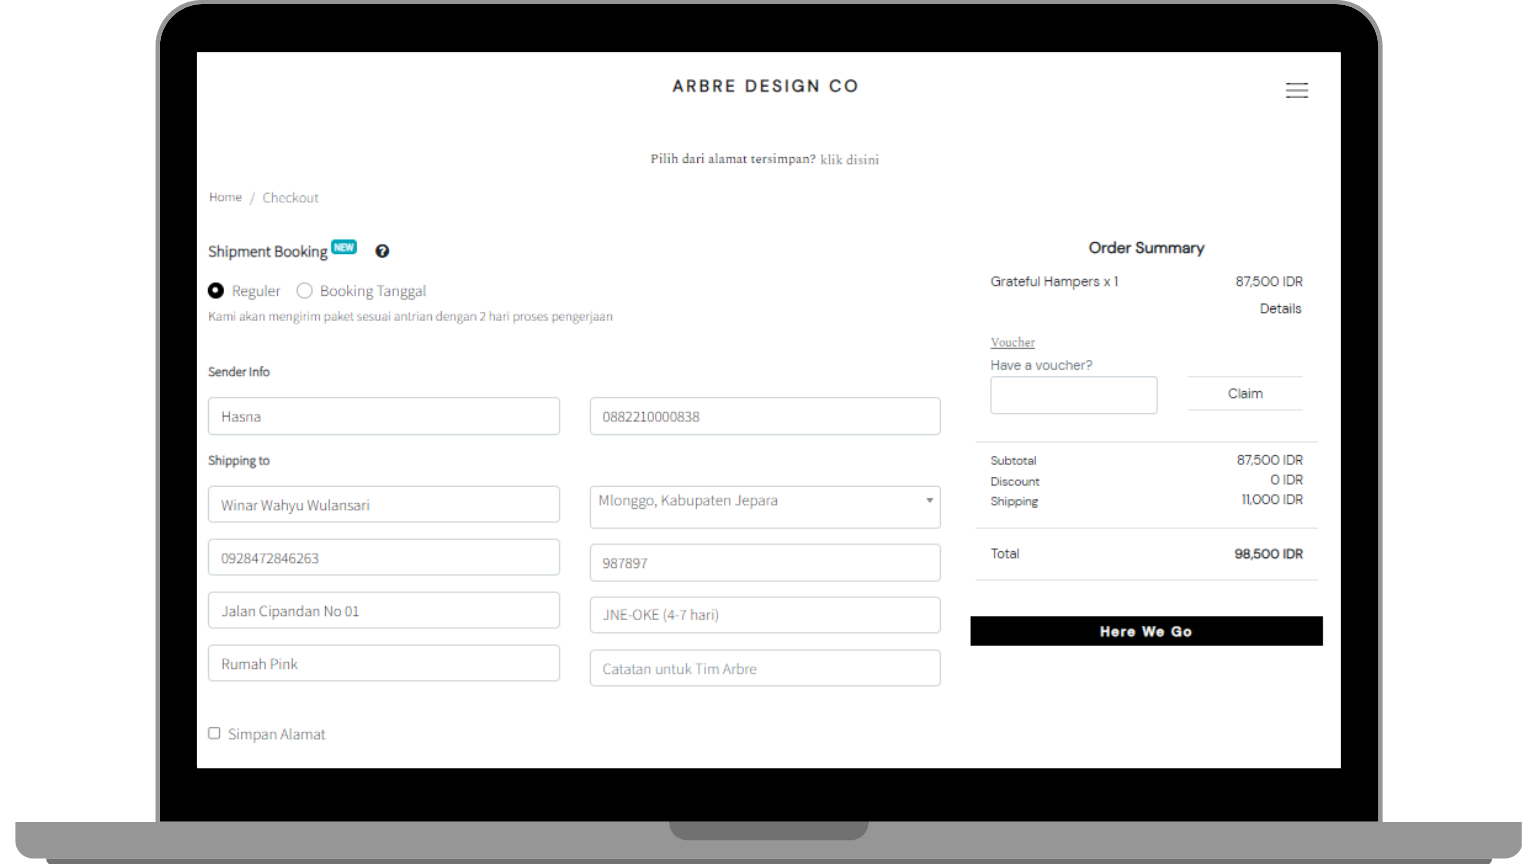 ARBRE DESIGN CO
Pilih dari alamat tersimpan? klik disini
Home / Checkout
Shipment Booking NEW ?
Reguler Booking Tanggal
Kami akan mengirim paket sesuai antrian dengan 2 hari proses pengerjaan
Sender Info
Hasna
0882210000838
Shipping to
Winar Wahyu Wulansari
Mlonggo, Kabupaten Jepara
0928472846263
987897
Jalan Cipandan No 01
JNE-OKE (4-7 hari)
Rumah Pink
Catatan untuk Tim Arbre
Simpan Alamat
Order Summary
Grateful Hampers x 1 87,500 IDR
Details
Voucher
Have a voucher?
Claim
Subtotal 87,500 IDR
Discount 0 IDR
Shipping 11,000 IDR
Total 98,500 IDR
Here We Go